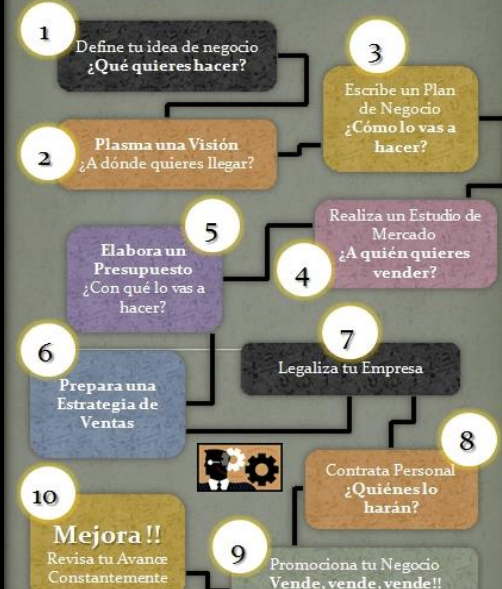 1
Define tu idea de negocio
¿Qué quieres hacer?
2
Plasma una Visión
¿A dónde quieres llegar?
3
Escribe un Plan
de Negocio
¿Cómo lo vas a
hacer?
4
Realiza un Estudio de
Mercado
¿A quién quieres
vender?
5
Elabora un
Presupuesto
¿Con qué lo vas a
hacer?
6
Prepara una
Estrategia de
Ventas
7
Legaliza tu Empresa
8
Contrata Personal
¿Quiénes lo
harán?
9
Promociona tu Negocio
Vende, vende, vende!!
10
Mejora !!
Revisa tu Avance
Constantemente